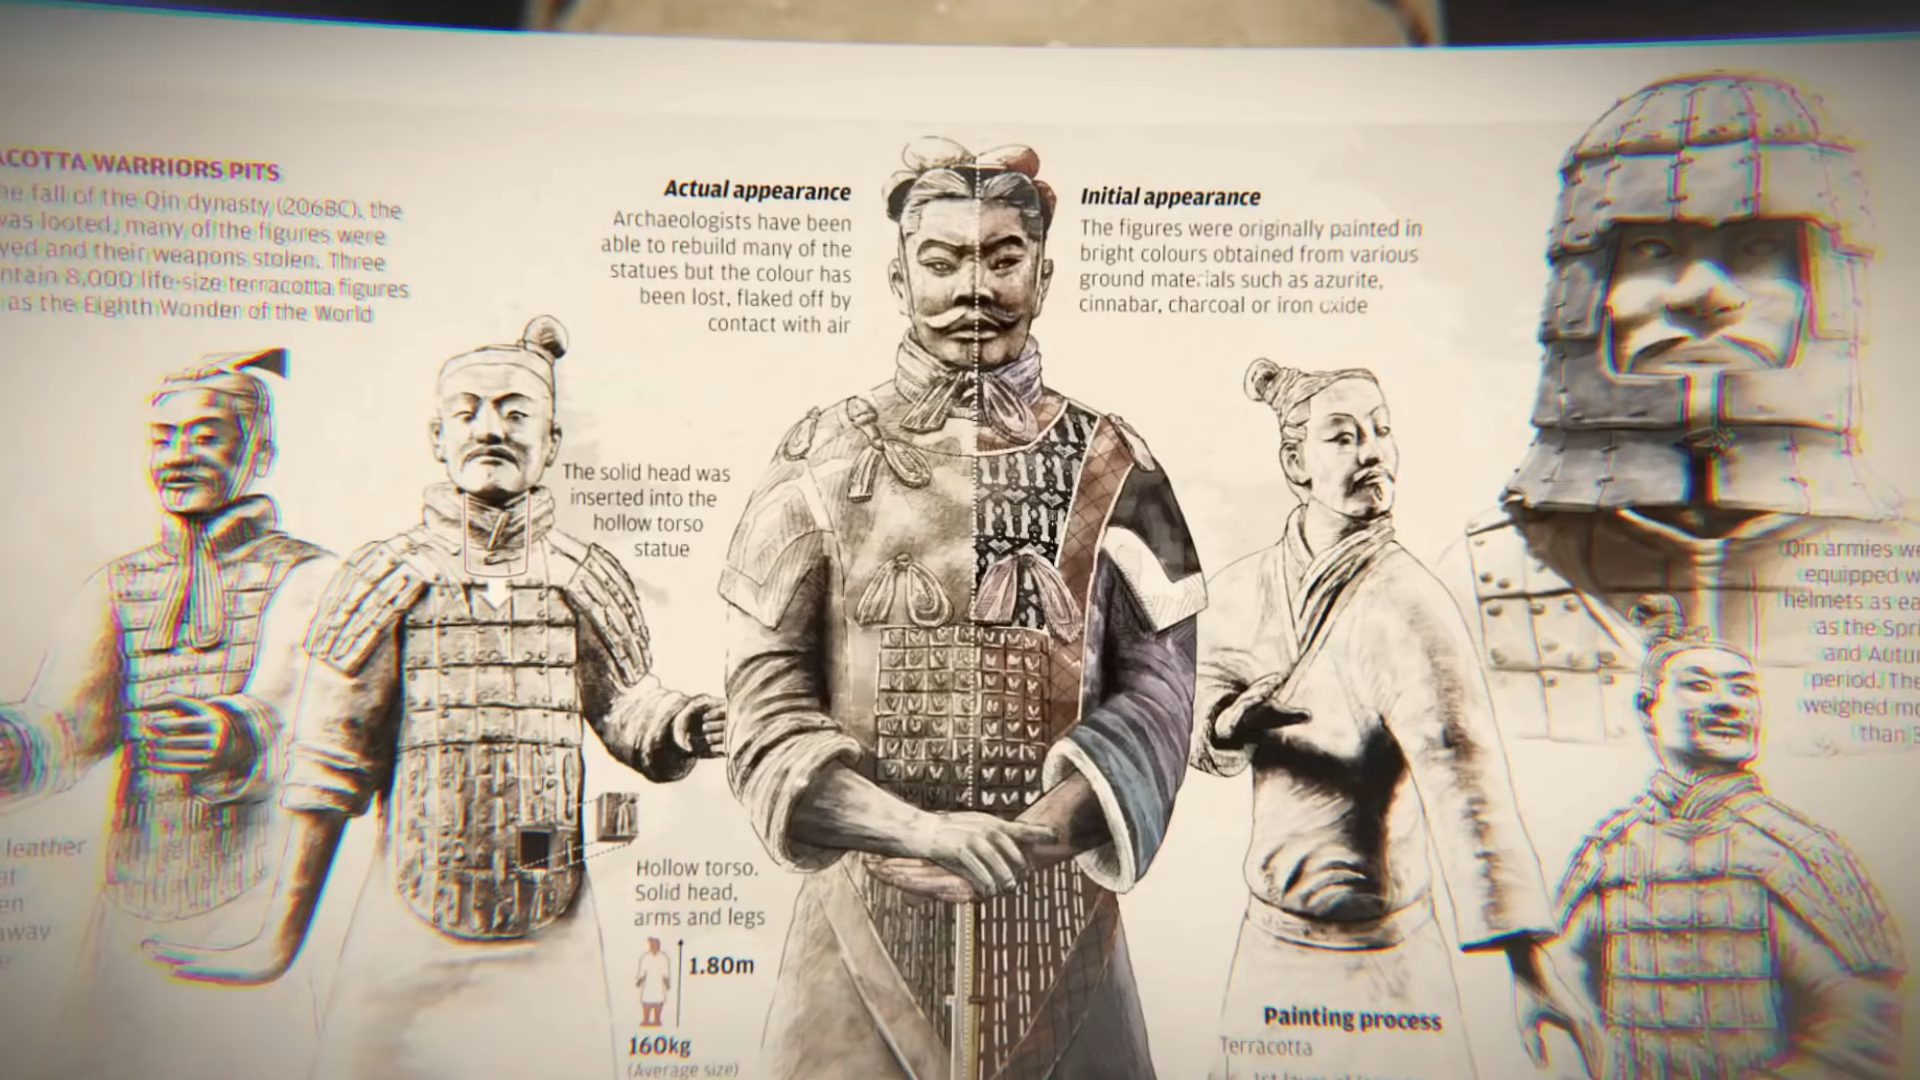 ACOTTA WARRIORS PITS
he fall of the Qin dynasty (206BC), the
was looted, many of the figures were
yed and their weapons stolen. Three
ntain 8,000 life-size terracotta figures
as the Eighth Wonder of the World
Actual appearance
Archaeologists have been
able to rebuild many of the
statues but the colour has
been lost, flaked off by
contact with air
Initial appearance
The figures were originally painted in
bright colours obtained from various
ground materials such as azurite,
cinnabar, charcoal or iron oxide
The solid head was
inserted into the
hollow torso
statue
Qin armies we
equipped w
helmets as ea
as the Spri
and Autu
period. The
weighed mo
than
leather
en
away
Hollow torso.
Solid head,
arms and legs
1.80m
160kg
(Average size)
Painting process
Terracotta
1st layer of